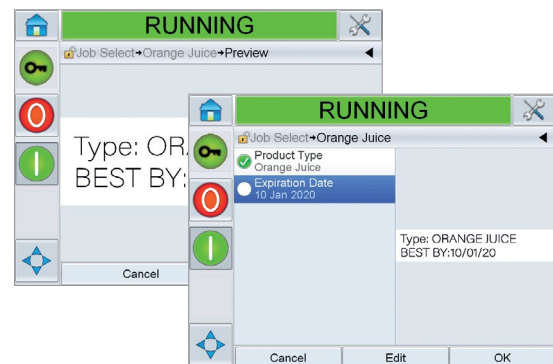 RUNNING
Job Select➔Orange Juice➔Preview
Type: OR
BEST BY:
Cancel
RUNNING
Job Select➔Orange Juice
Product Type
Orange Juice
Expiration Date
10 Jan 2020
Type: ORANGE JUICE
BEST BY:10/01/20
Cancel
Edit
OK